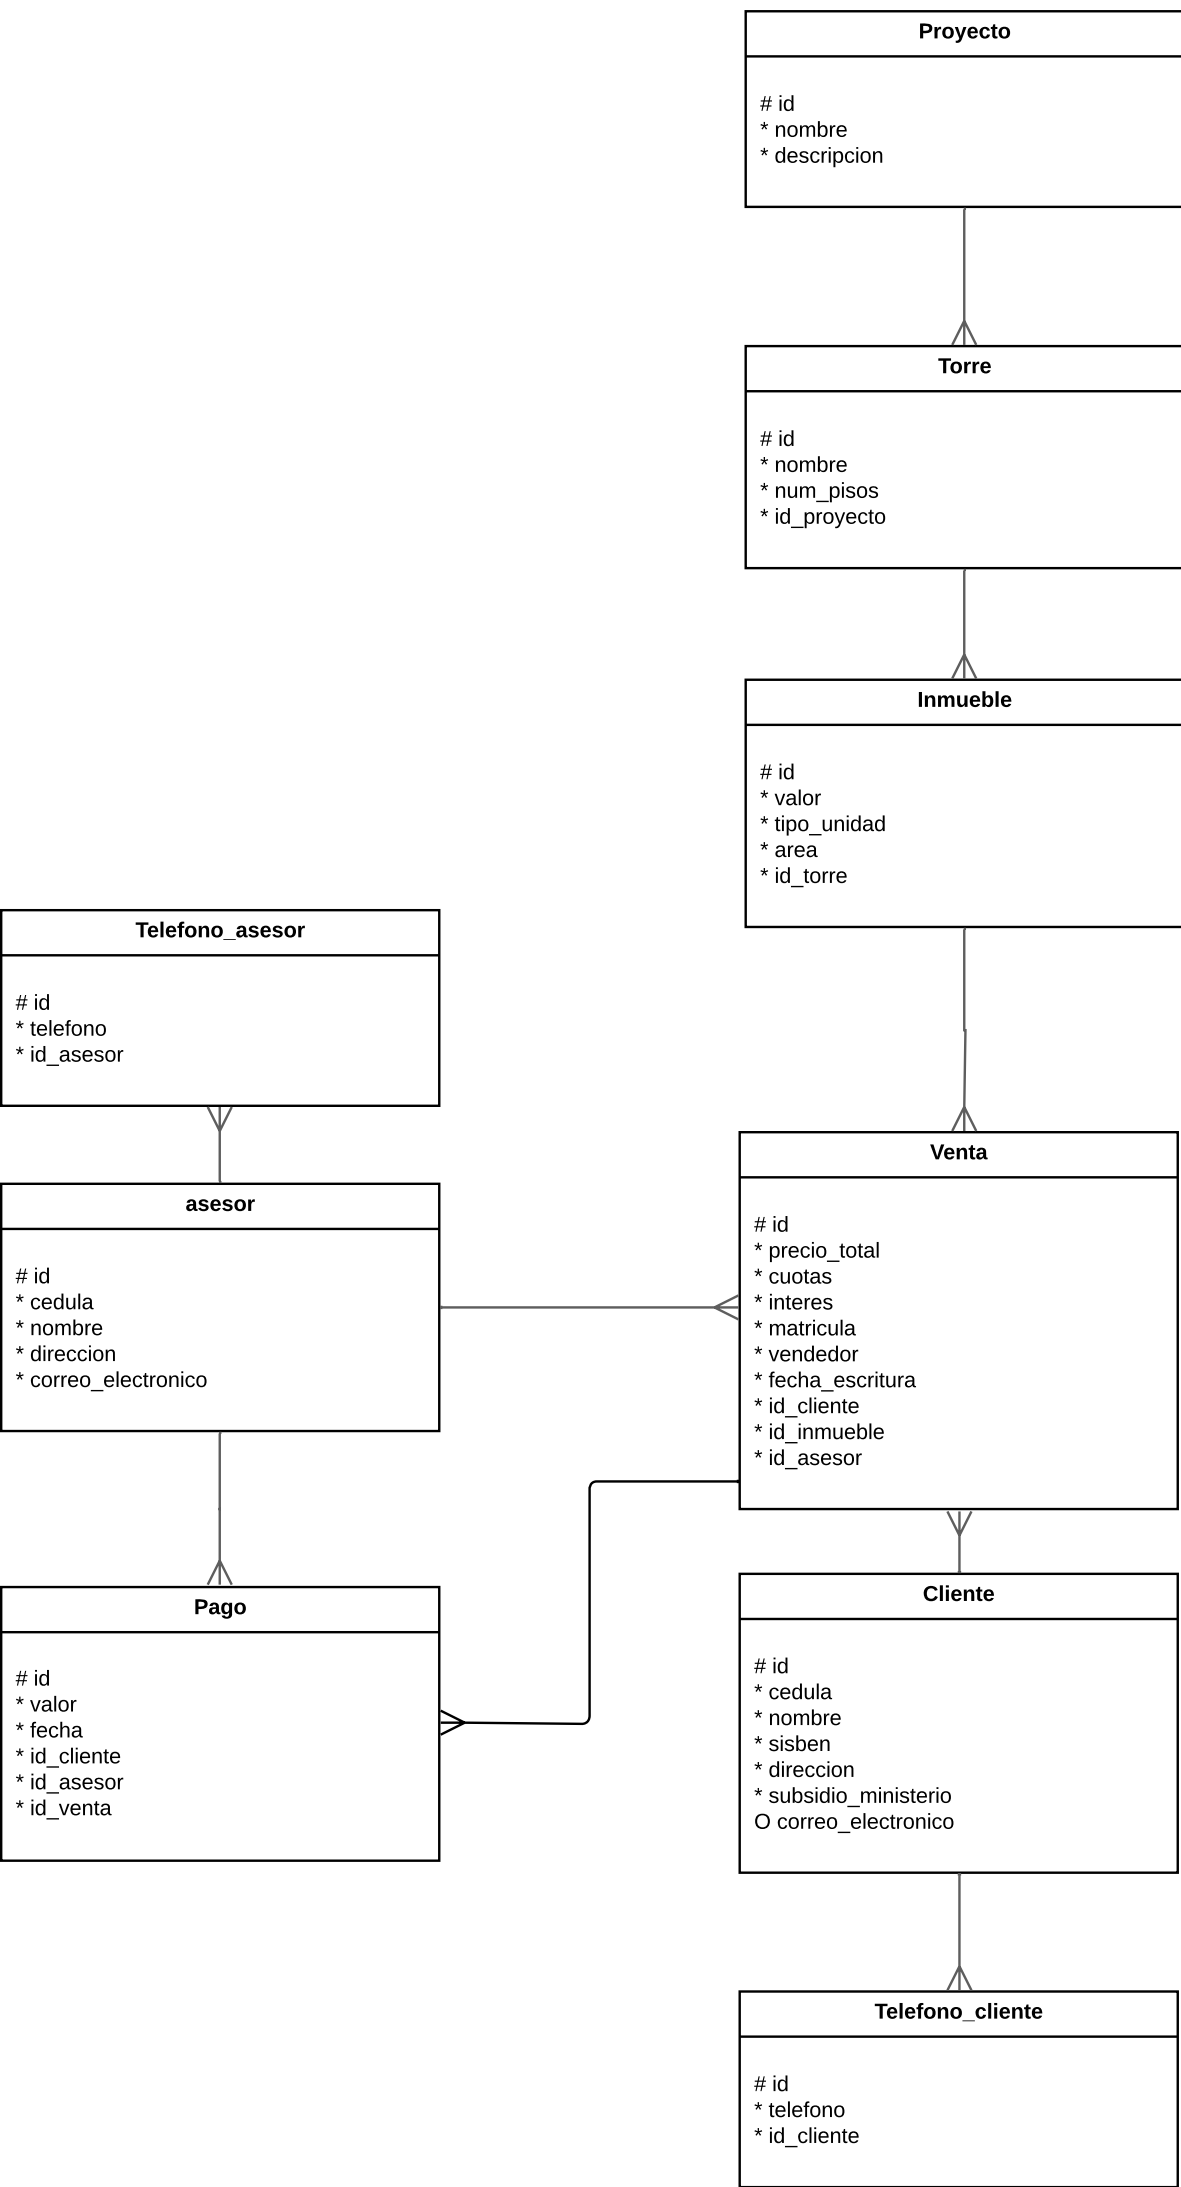 Proyecto
# id
* nombre
* descripcion
Torre
# id
* nombre
* num_pisos
* id_proyecto
Inmueble
# id
* valor
* tipo_unidad
* area
* id_torre
Telefono_asesor
# id
* telefono
* id_asesor
asesor
# id
* cedula
* nombre
* direccion
* correo_electronico
Venta
# id
* precio_total
* cuotas
* interes
* matricula
* vendedor
* fecha_escritura
* id_cliente
* id_inmueble
* id_asesor
Pago
# id
* valor
* fecha
* id_cliente
* id_asesor
* id_venta
Cliente
# id
* cedula
* nombre
* sisben
* direccion
* subsidio_ministerio
O correo_electronico
Telefono_cliente
# id
* telefono
* id_cliente